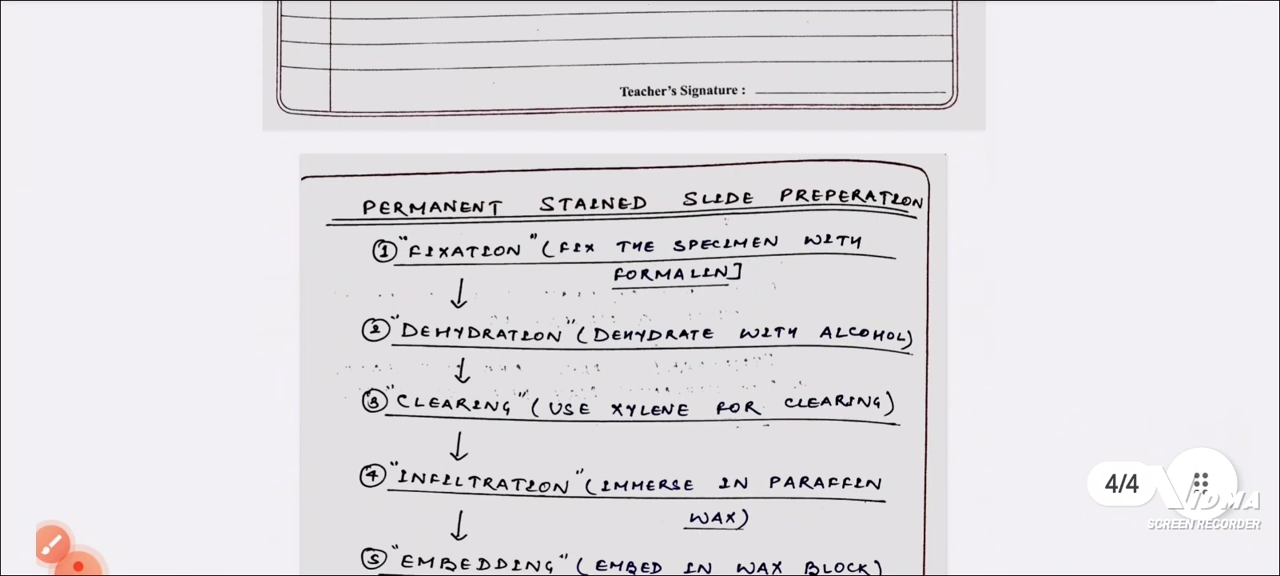 Teacher's Signature :
PERMANENT STAINED SLIDE PREPERATION
① "FIXATION" (FIX THE SPECIMEN WITH
FORMALIN]
↓
② "DEHYDRATION" (DEHYDRATE WITH ALCOHOL)
↓
③ "CLEARING" (USE XYLENE FOR CLEARING)
↓
④ "INFILTRATION" (IMMERSE IN PARAFFIN
WAX)
↓
⑤ "EMBEDDING" (EMBED IN WAX BLOCK)
4/4
VIDMA
SCREEN RECORDER